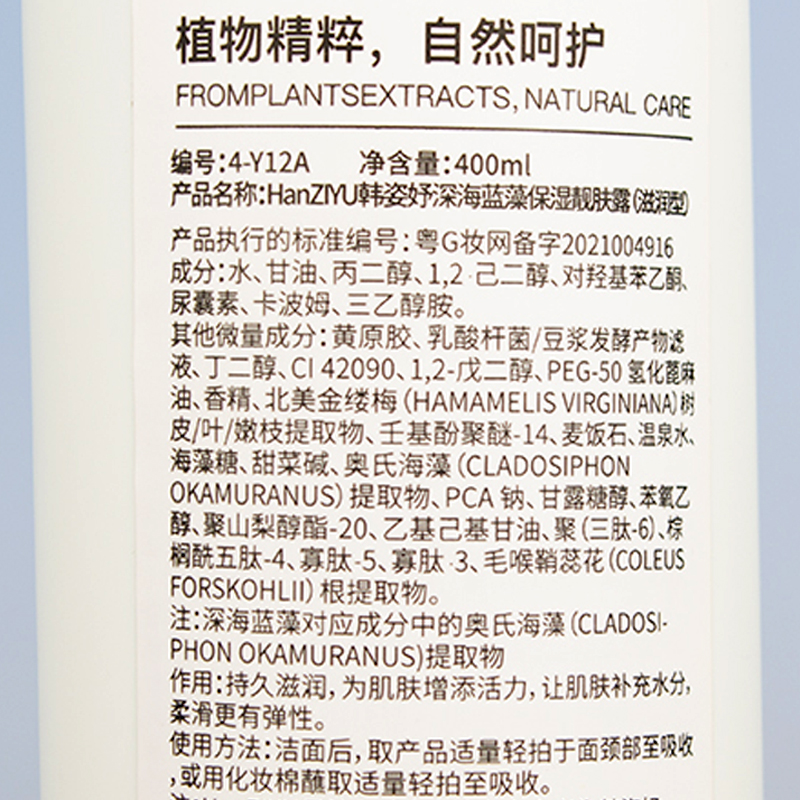 植物精粹，自然呵护
FROMPLANTSEXTRACTS, NATURAL CARE
编号：4-Y12A 净含量：400ml
产品名称：HanZIYU韩姿妤深海蓝藻保湿靓肤露（滋润型）
产品执行的标准编号：粤G妆网备字2021004916
成分：水、甘油、丙二醇、1,2-己二醇、对羟基苯乙酮、
尿囊素、卡波姆、三乙醇胺。
其他微量成分：黄原胶、乳酸杆菌/豆浆发酵产物滤
液、丁二醇、CI 42090、1,2-戊二醇、PEG-50 氢化蓖麻
油、香精、北美金缕梅（HAMAMELIS VIRGINIANA）树
皮/叶/嫩枝提取物、壬基酚聚醚-14、麦饭石、温泉水、
海藻糖、甜菜碱、奥氏海藻（CLADOSIPHON
OKAMURANUS）提取物、PCA 钠、甘露糖醇、苯氧乙
醇、聚山梨醇酯-20、乙基己基甘油、聚（三肽-6）、棕
榈酰五肽-4、寡肽-5、寡肽-3、毛喉鞘蕊花（COLEUS
FORSKOHLII）根提取物。
注：深海蓝藻对应成分中的奥氏海藻（CLADOSI-
PHON OKAMURANUS)提取物
作用：持久滋润，为肌肤增添活力，让肌肤补充水分，
柔滑更有弹性。
使用方法：洁面后，取产品适量轻拍于面颈部至吸收
，或用化妆棉蘸取适量轻拍至吸收。